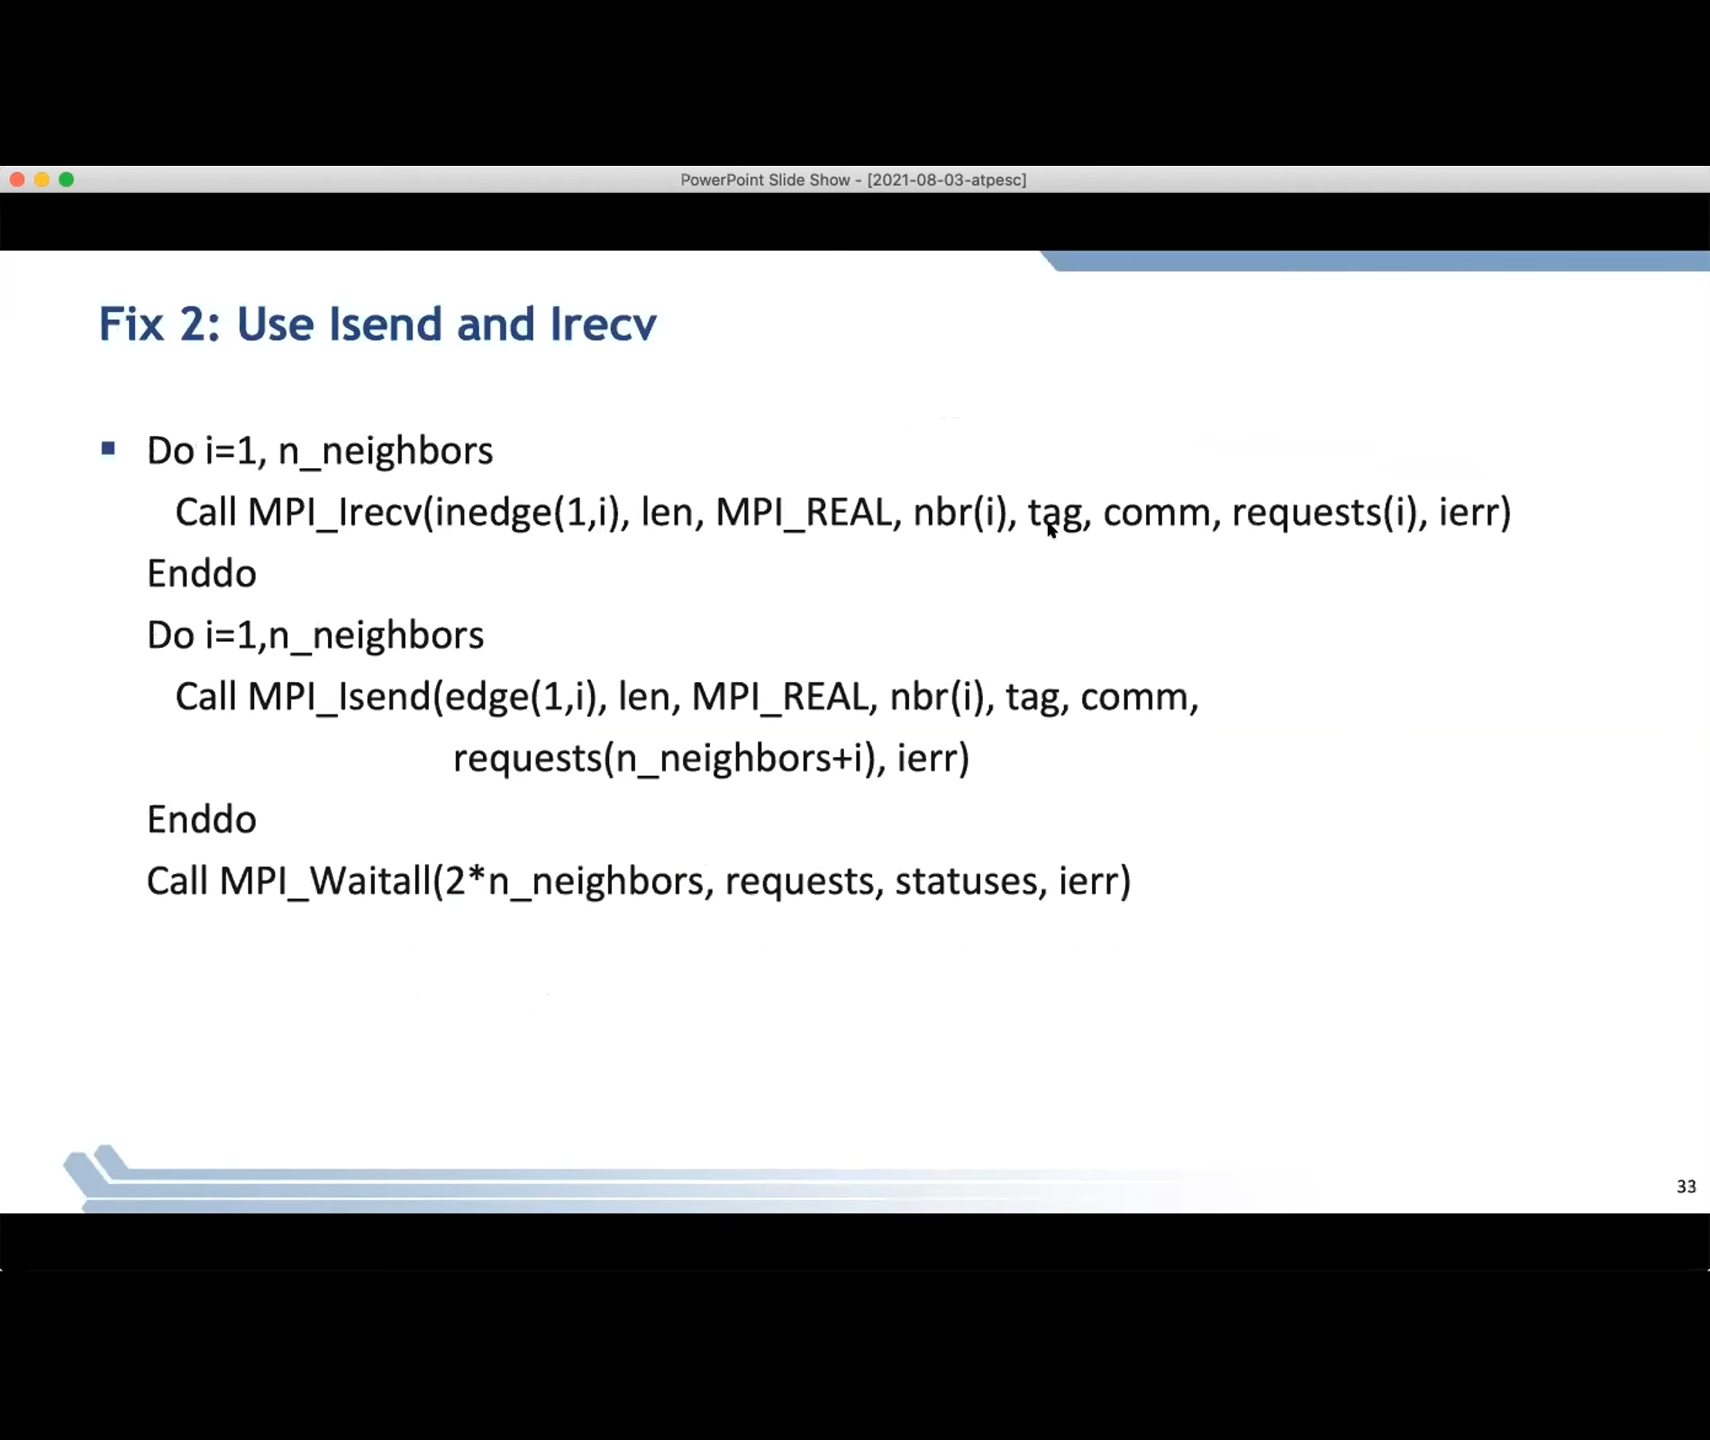 PowerPoint Slide Show - [2021-08-03-atpesc]
Fix 2: Use Isend and Irecv
▪ Do i=1, n_neighbors
Call MPI_Irecv(inedge(1,i), len, MPI_REAL, nbr(i), tag, comm, requests(i), ierr)
Enddo
Do i=1,n_neighbors
Call MPI_Isend(edge(1,i), len, MPI_REAL, nbr(i), tag, comm,
requests(n_neighbors+i), ierr)
Enddo
Call MPI_Waitall(2*n_neighbors, requests, statuses, ierr)
33